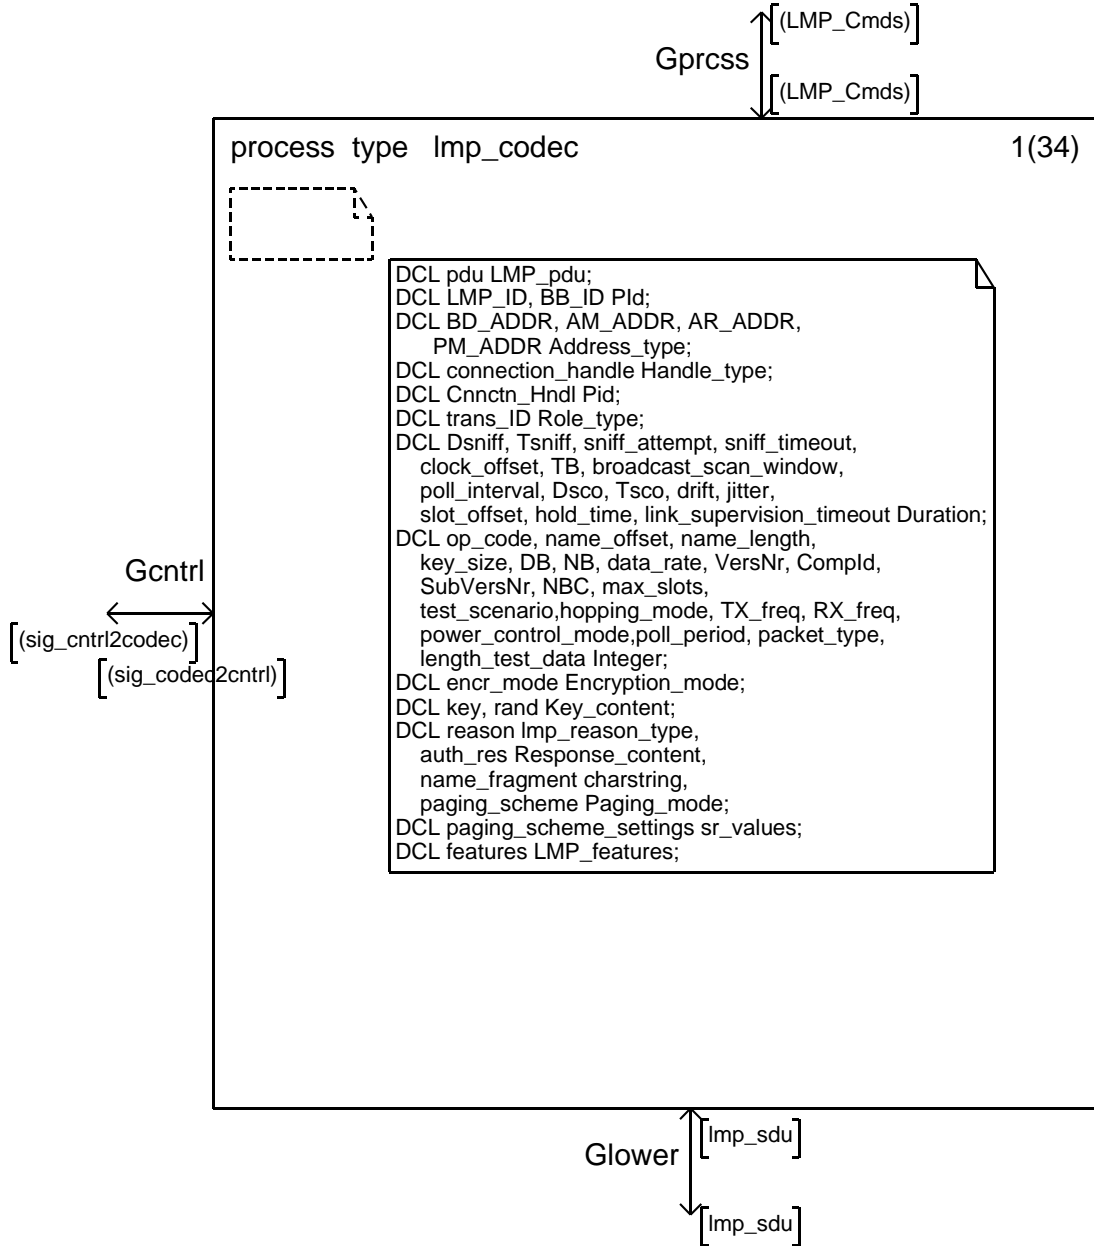 (LMP_Cmds)
Gprcss
(LMP_Cmds)
process type lmp_codec 1(34)
DCL pdu LMP_pdu;
DCL LMP_ID, BB_ID PId;
DCL BD_ADDR, AM_ADDR, AR_ADDR,
PM_ADDR Address_type;
DCL connection_handle Handle_type;
DCL Cnnctn_Hndl Pid;
DCL trans_ID Role_type;
DCL Dsniff, Tsniff, sniff_attempt, sniff_timeout,
clock_offset, TB, broadcast_scan_window,
poll_interval, Dsco, Tsco, drift, jitter,
slot_offset, hold_time, link_supervision_timeout Duration;
DCL op_code, name_offset, name_length,
key_size, DB, NB, data_rate, VersNr, CompId,
SubVersNr, NBC, max_slots,
test_scenario,hopping_mode, TX_freq, RX_freq,
power_control_mode,poll_period, packet_type,
length_test_data Integer;
DCL encr_mode Encryption_mode;
DCL key, rand Key_content;
DCL reason lmp_reason_type,
auth_res Response_content,
name_fragment charstring,
paging_scheme Paging_mode;
DCL paging_scheme_settings sr_values;
DCL features LMP_features;
Gcntrl
(sig_cntrl2codec)
(sig_codec2cntrl)
lmp_sdu
Glower
lmp_sdu